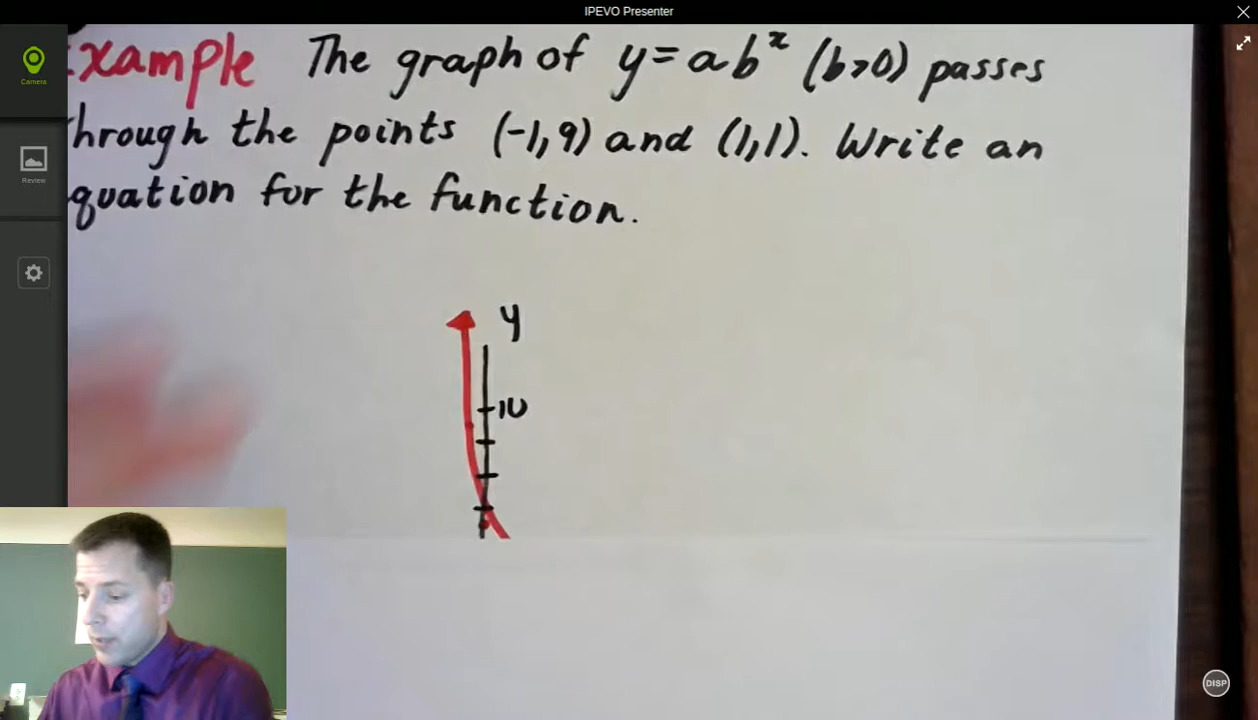 IPEVO Presenter
Camera
Review
xample The graph of y=ab^x (b>0) passes
hrough the points (-1,9) and (1,1). Write an
quation for the function.
y
10
DISP